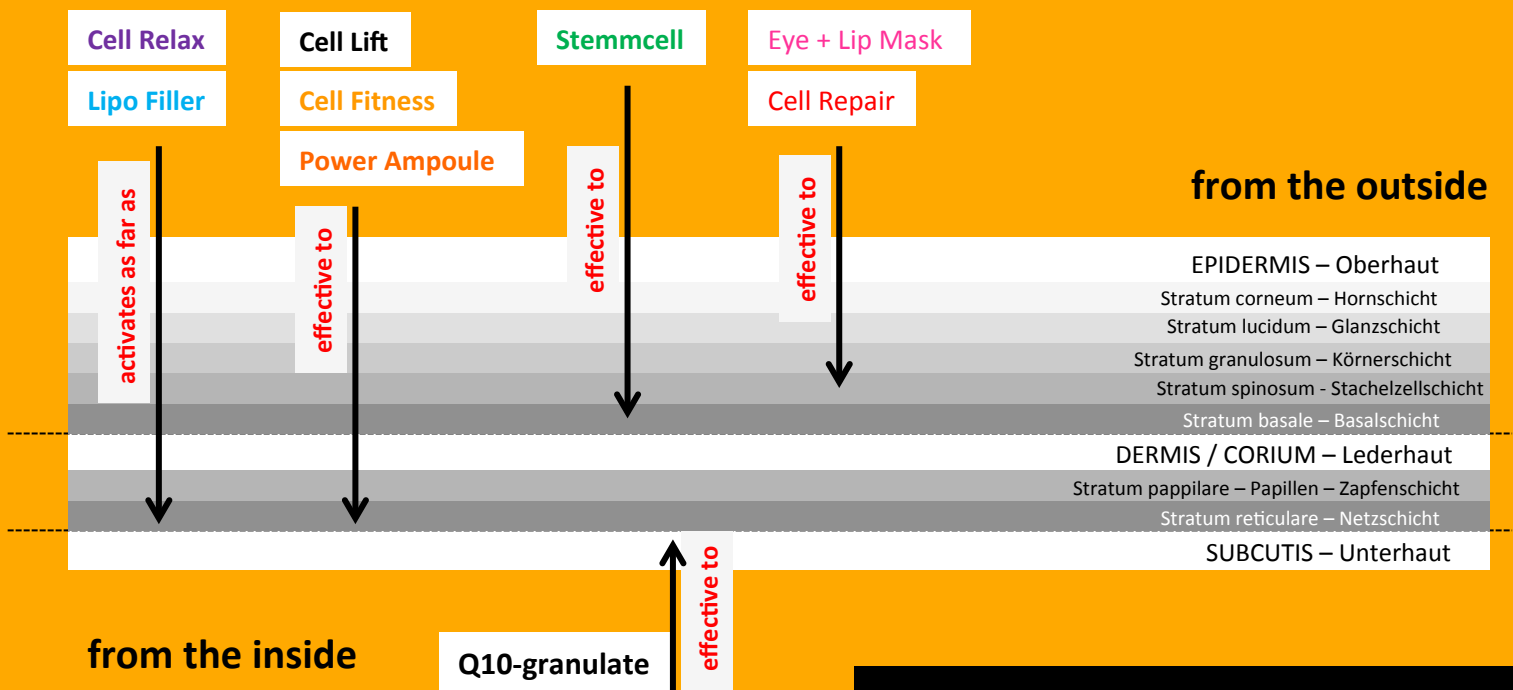 Cell Relax
Lipo Filler
Cell Lift
Cell Fitness
Power Ampoule
Stemmcell
Eye + Lip Mask
Cell Repair
activates as far as
effective to
effective to
effective to
from the outside
EPIDERMIS – Oberhaut
Stratum corneum – Hornschicht
Stratum lucidum – Glanzschicht
Stratum granulosum – Körnerschicht
Stratum spinosum - Stachelzellschicht
Stratum basale – Basalschicht
DERMIS / CORIUM – Lederhaut
Stratum pappilare – Papillen – Zapfenschicht
Stratum reticulare – Netzschicht
SUBCUTIS – Unterhaut
effective to
from the inside
Q10-granulate